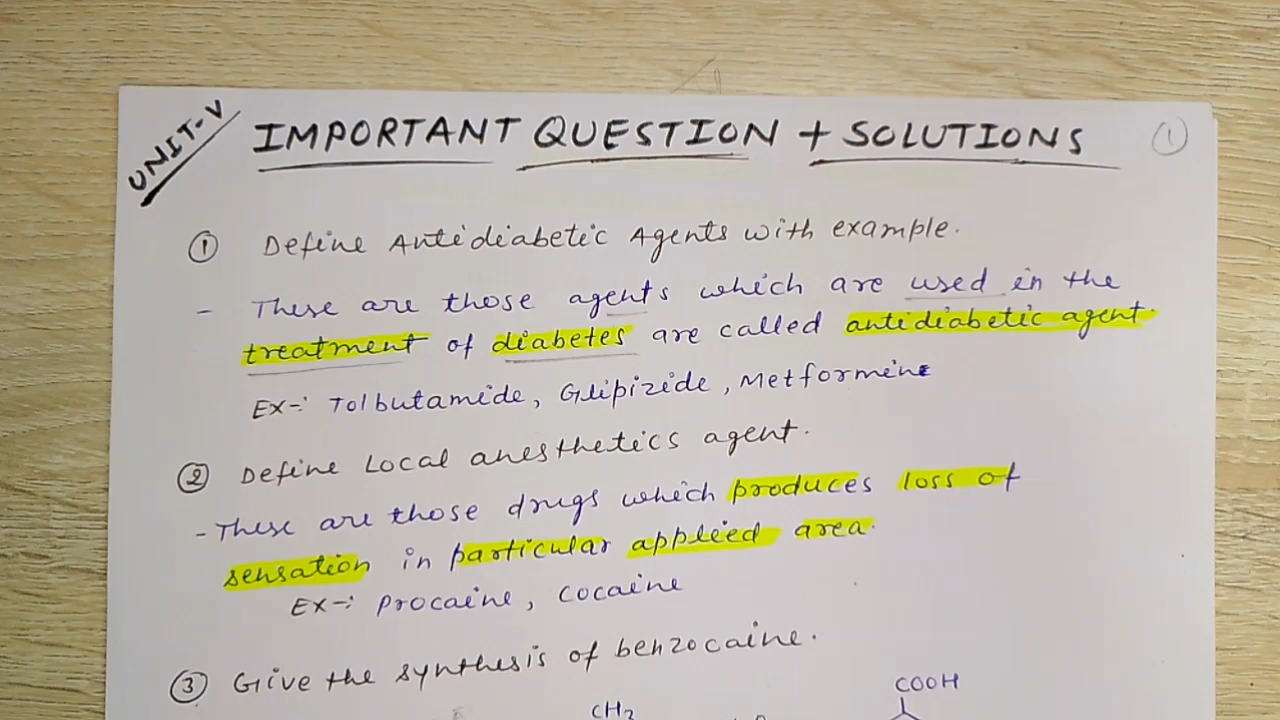 UNIT-V
IMPORTANT QUESTION + SOLUTIONS
1
① Define Antidiabetic Agents with example.
- These are those agents which are used in the
treatment of diabetes are called antidiabetic agent.
Ex-: Tolbutamide, Glipizide, Metformine
② Define Local anesthetics agent.
- These are those drugs which produces loss of
sensation in particular applied area.
Ex-: Procaine, Cocaine
③ Give the synthesis of benzocaine.
CH2
COOH